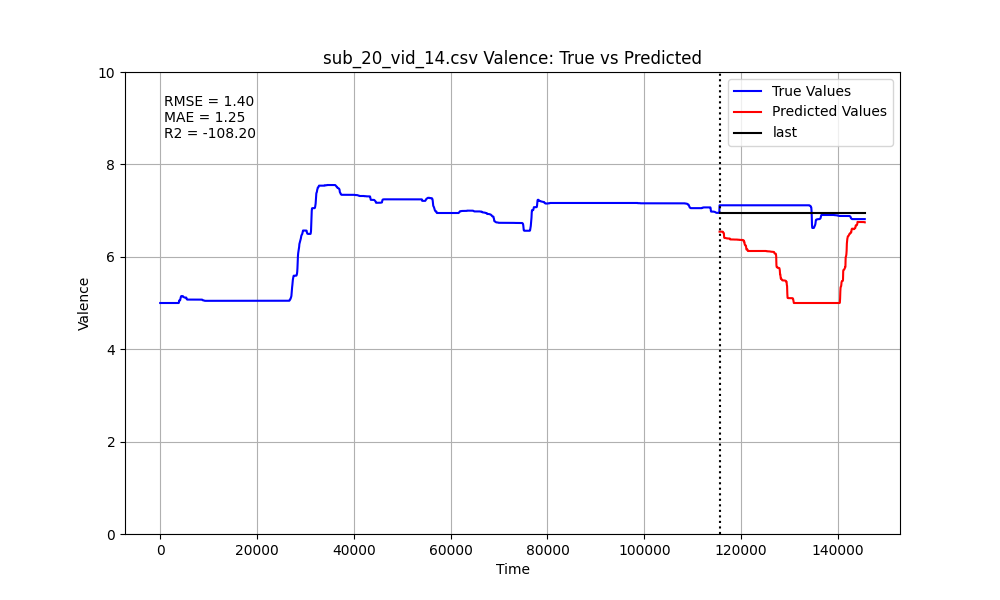 sub_20_vid_14.csv Valence: True vs Predicted
RMSE = 1.40
MAE = 1.25
R2 = -108.20
True Values
Predicted Values
last
10
8
6
4
2
0
Valence
0 20000 40000 60000 80000 100000 120000 140000
Time